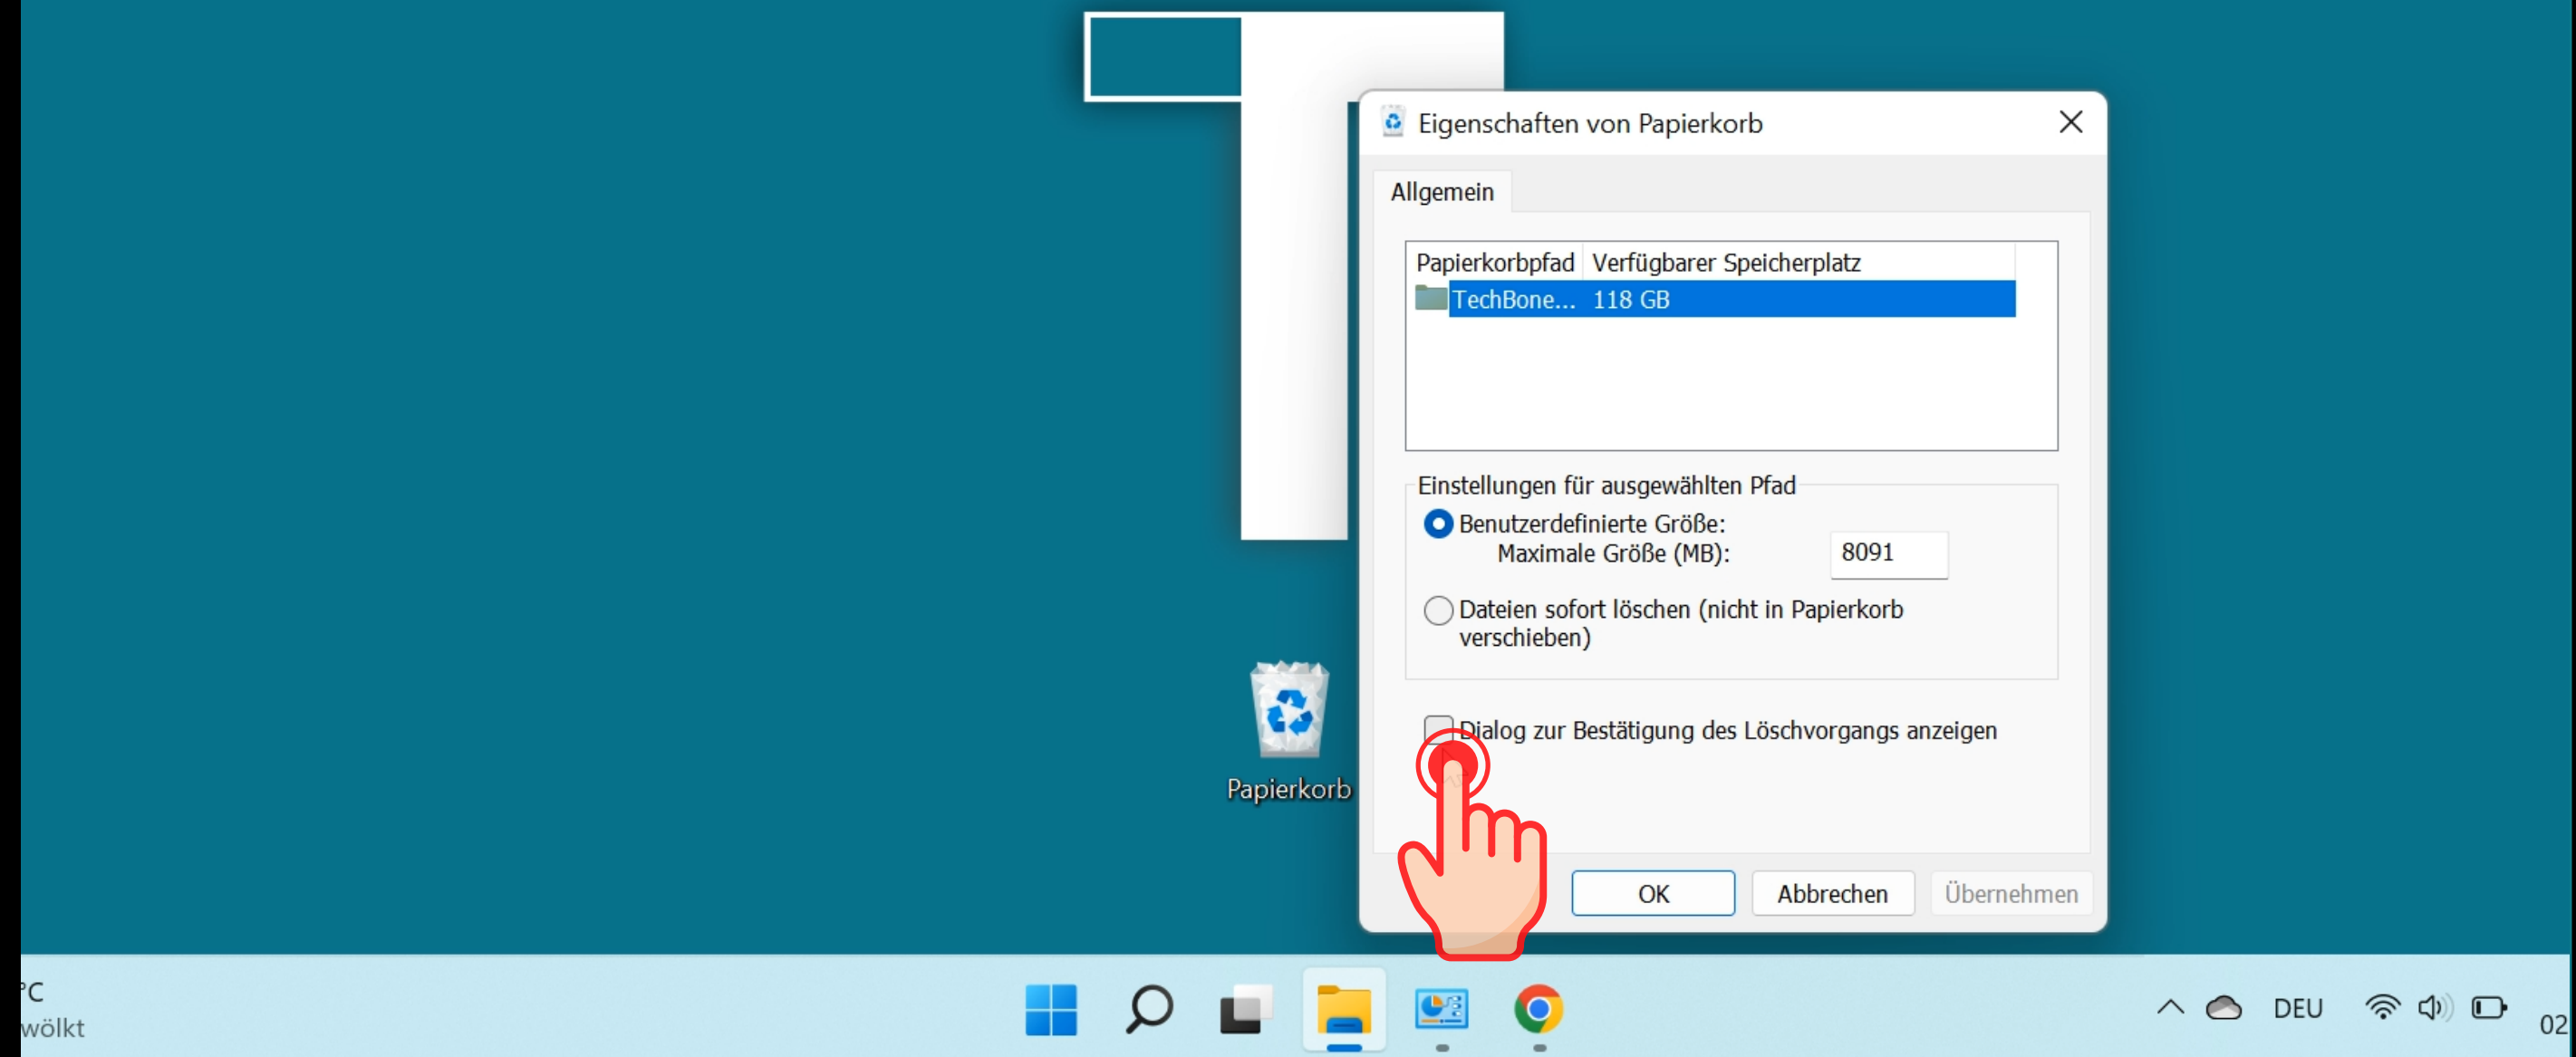 Eigenschaften von Papierkorb
Allgemein
Papierkorbpfad Verfügbarer Speicherplatz
TechBone... 118 GB
Einstellungen für ausgewählten Pfad
Benutzerdefinierte Größe:
Maximale Größe (MB): 8091
Dateien sofort löschen (nicht in Papierkorb
verschieben)
Dialog zur Bestätigung des Löschvorgangs anzeigen
OK Abbrechen Übernehmen
Papierkorb
°C
wölkt
DEU
02